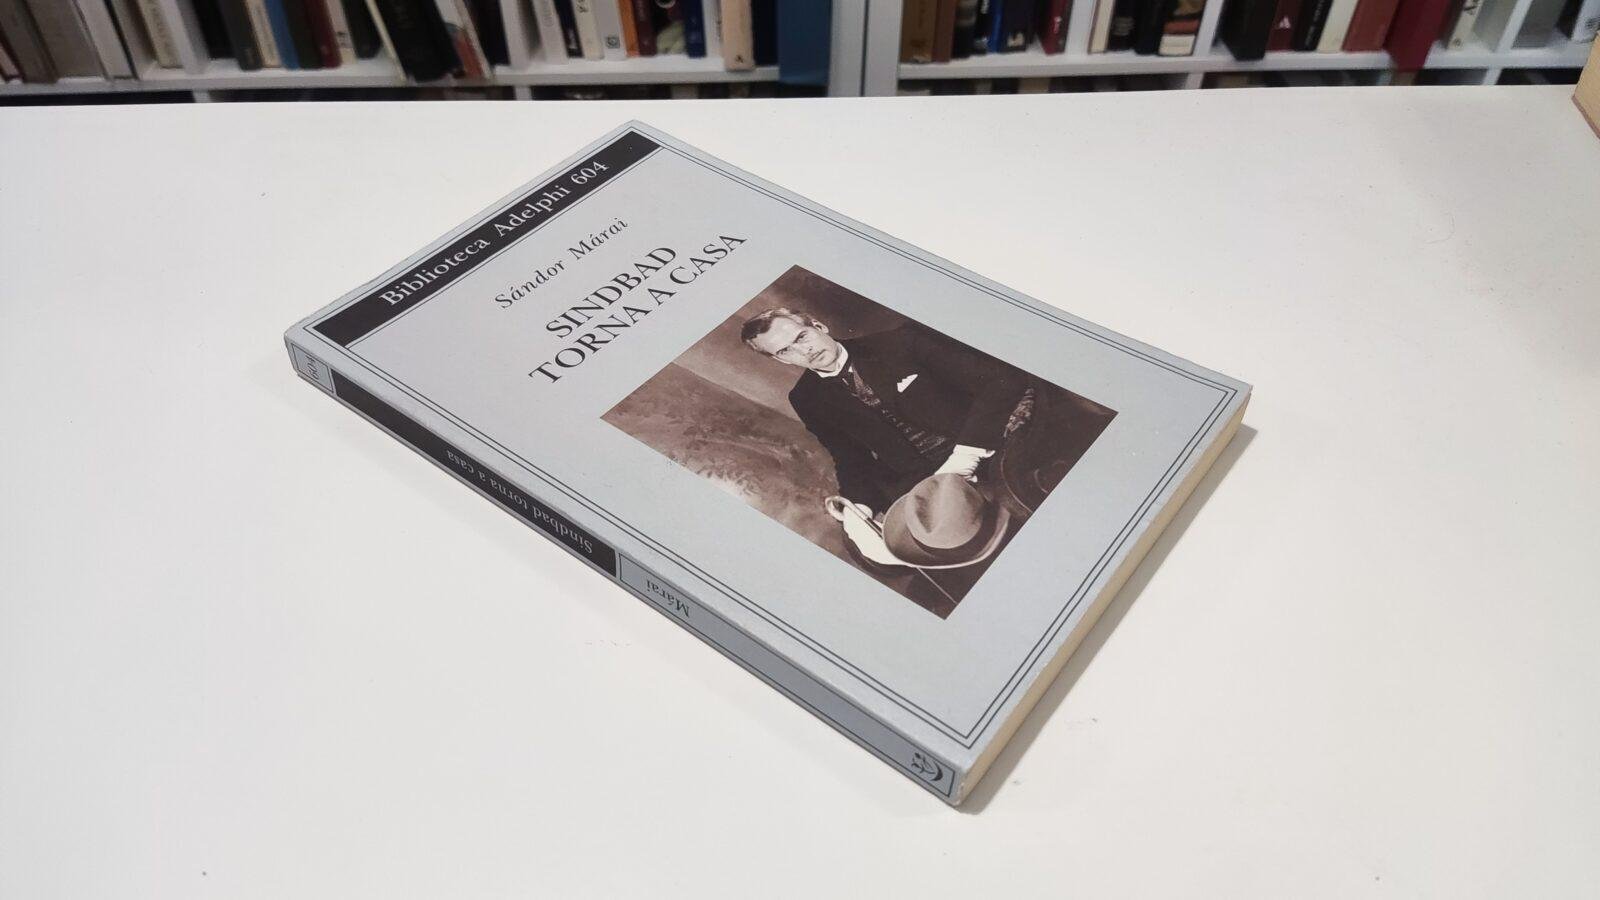 Biblioteca Adelphi 604
Sándor Márai
SINDBAD
TORNA A CASA
604
Sindbad torna a casa
Márai